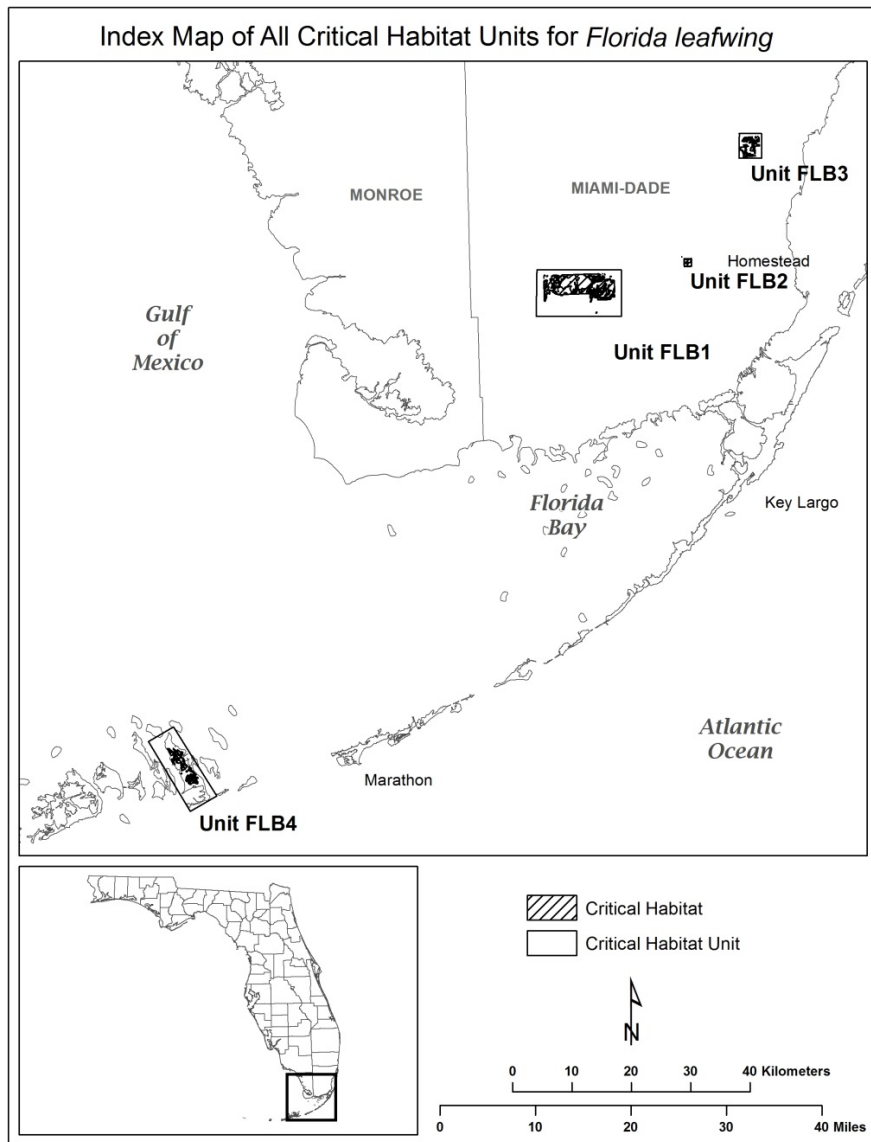 Index Map of All Critical Habitat Units for Florida leafwing
Unit FLB3
MONROE
MIAMI-DADE
Homestead
Unit FLB2
Gulf
of
Mexico
Unit FLB1
Florida
Bay
Key Largo
Atlantic
Ocean
Marathon
Unit FLB4
Critical Habitat
Critical Habitat Unit
N
0 10 20 30 40 Kilometers
0 10 20 30 40 Miles